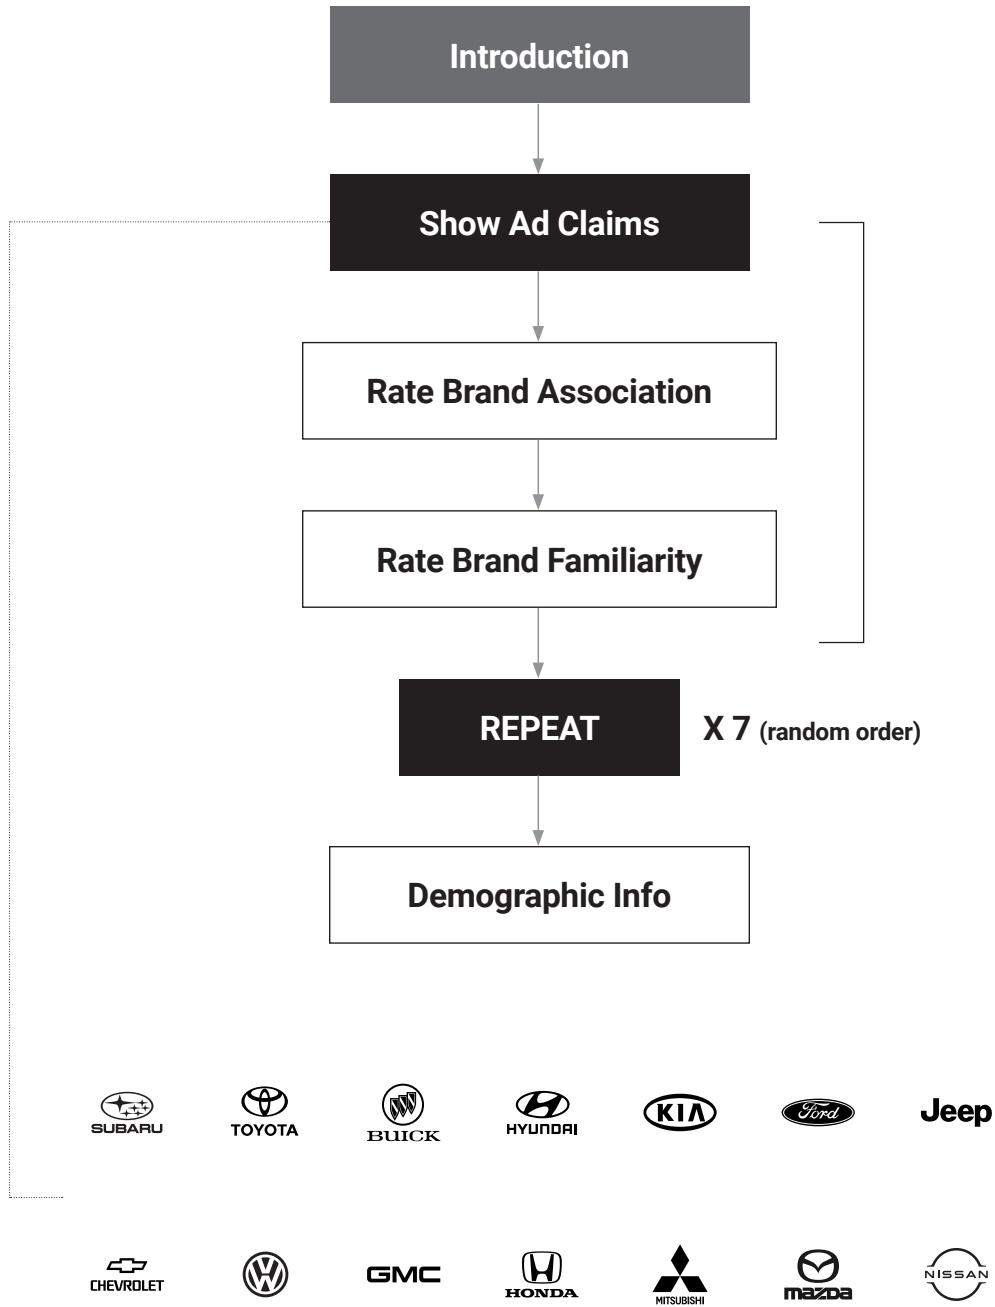 Introduction
Show Ad Claims
Rate Brand Association
Rate Brand Familiarity
REPEAT X 7 (random order)
Demographic Info
SUBARU TOYOTA BUICK HYUNDAI KIA Ford Jeep
CHEVROLET VW GMC HONDA MITSUBISHI mazda NISSAN